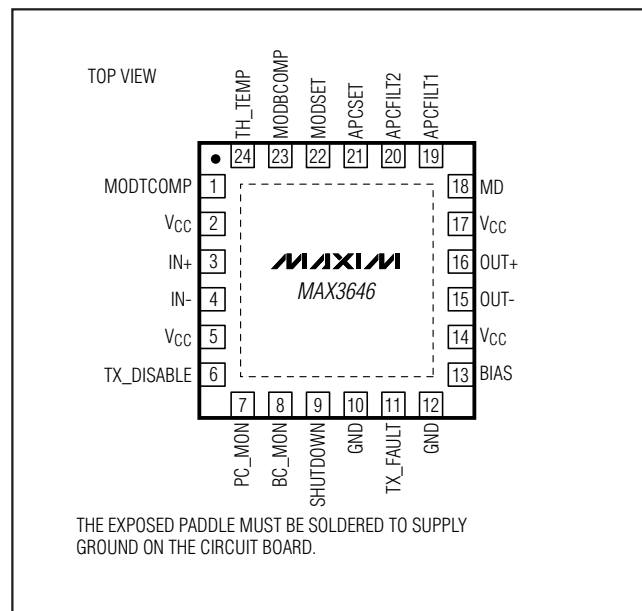 TOP VIEW
TH_TEMP
MODBCOMP
MODSET
APCSET
APCFILT2
APCFILT1
24
23
22
21
20
19
MODTCOMP 1
VCC 2
IN+ 3
IN- 4
VCC 5
TX_DISABLE 6
MAXIM
MAX3646
18 MD
17 VCC
16 OUT+
15 OUT-
14 VCC
13 BIAS
7
8
9
10
11
12
PC_MON
BC_MON
SHUTDOWN
GND
TX_FAULT
GND
THE EXPOSED PADDLE MUST BE SOLDERED TO SUPPLY
GROUND ON THE CIRCUIT BOARD.